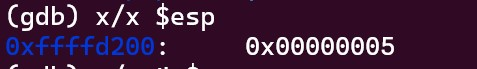 (gdb) x/x $esp
0xffffd200:     0x00000005